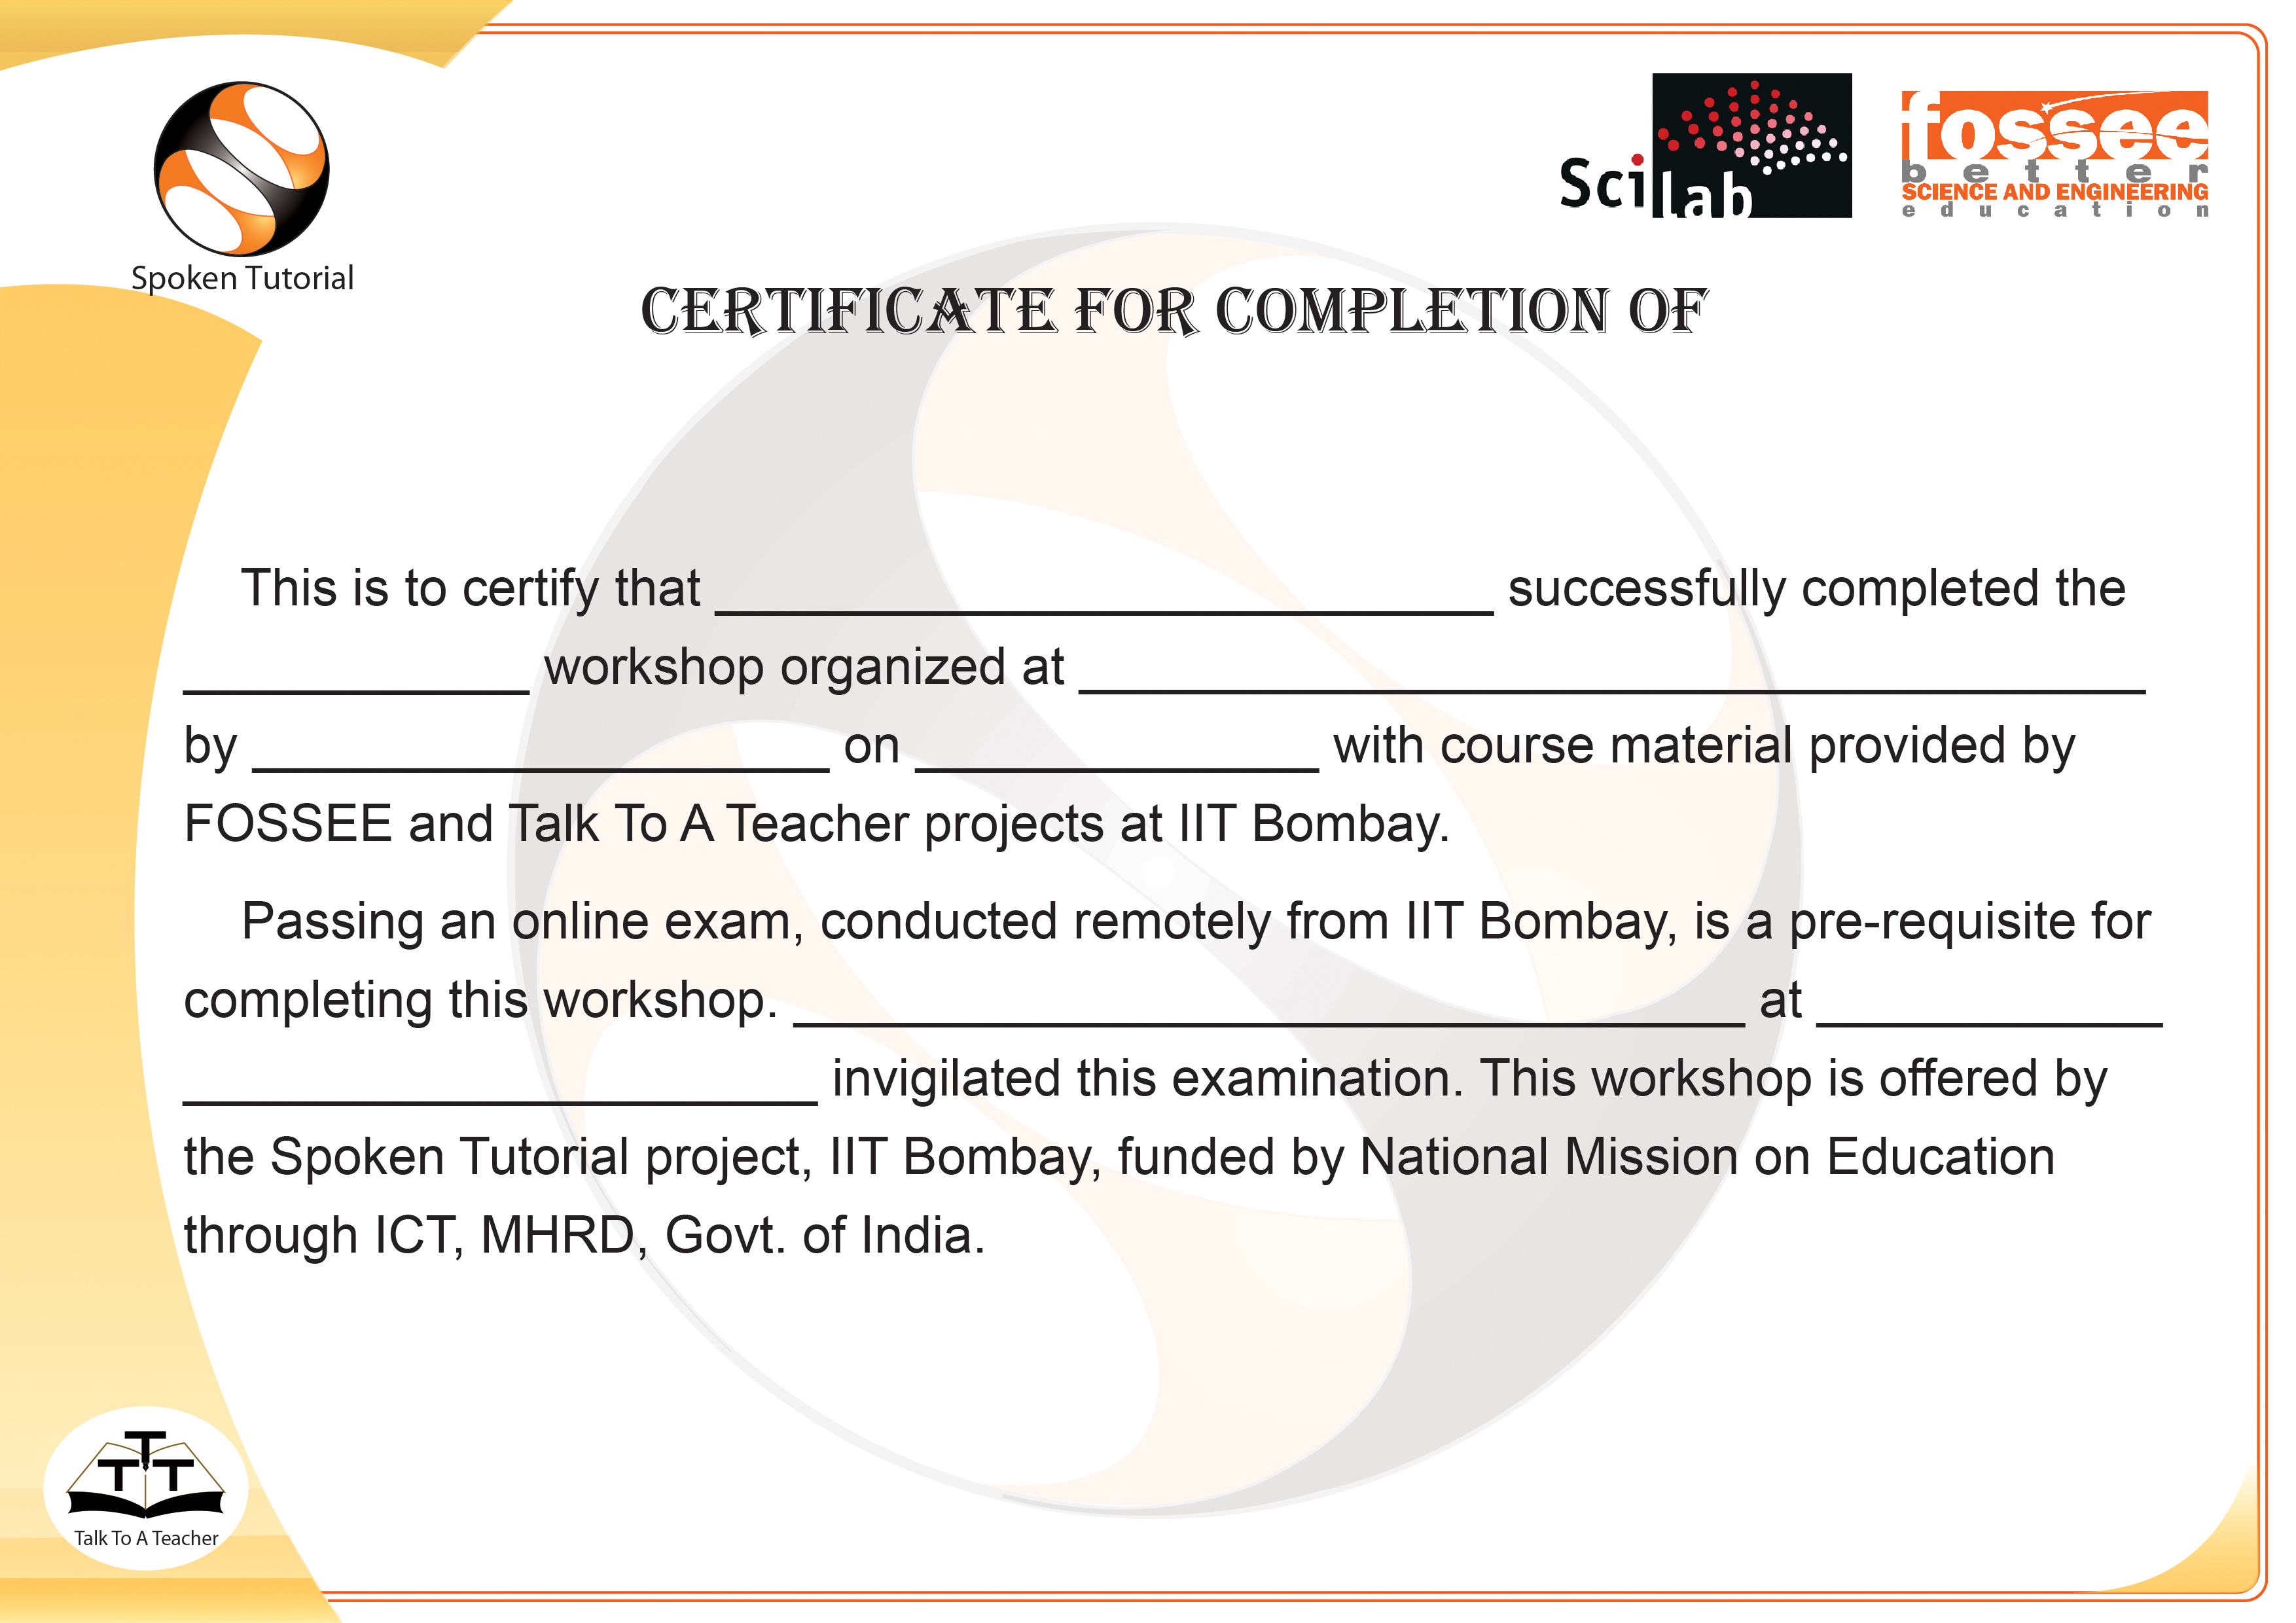 Spoken Tutorial
Scilab
fossee
better
SCIENCE AND ENGINEERING
education
CERTIFICATE FOR COMPLETION OF
This is to certify that ___________________________ successfully completed the
____________ workshop organized at _____________________________________
by ____________________ on ______________ with course material provided by
FOSSEE and Talk To A Teacher projects at IIT Bombay.
Passing an online exam, conducted remotely from IIT Bombay, is a pre-requisite for
completing this workshop. _________________________________ at ____________
______________________ invigilated this examination. This workshop is offered by
the Spoken Tutorial project, IIT Bombay, funded by National Mission on Education
through ICT, MHRD, Govt. of India.
T
T T
Talk To A Teacher